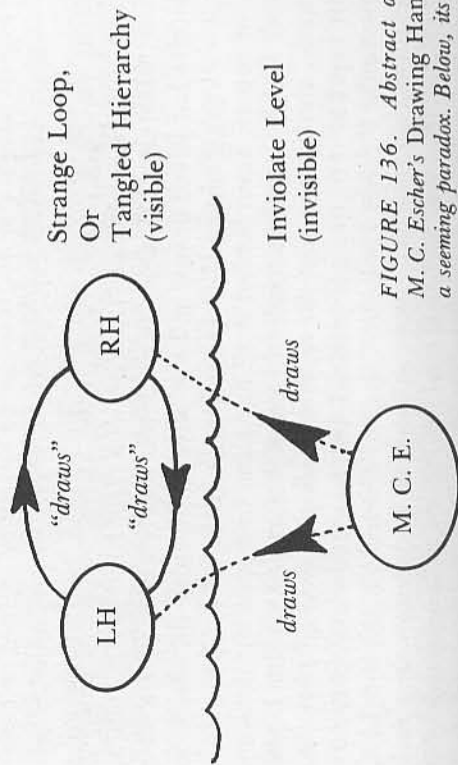 Strange Loop,
Or
Tangled Hierarchy
(visible)
"draws"
LH
RH
"draws"
Inviolate Level
(invisible)
draws
draws
M. C. E.
FIGURE 136. Abstract
M. C. Escher's Drawing
a seeming paradox. Below, its